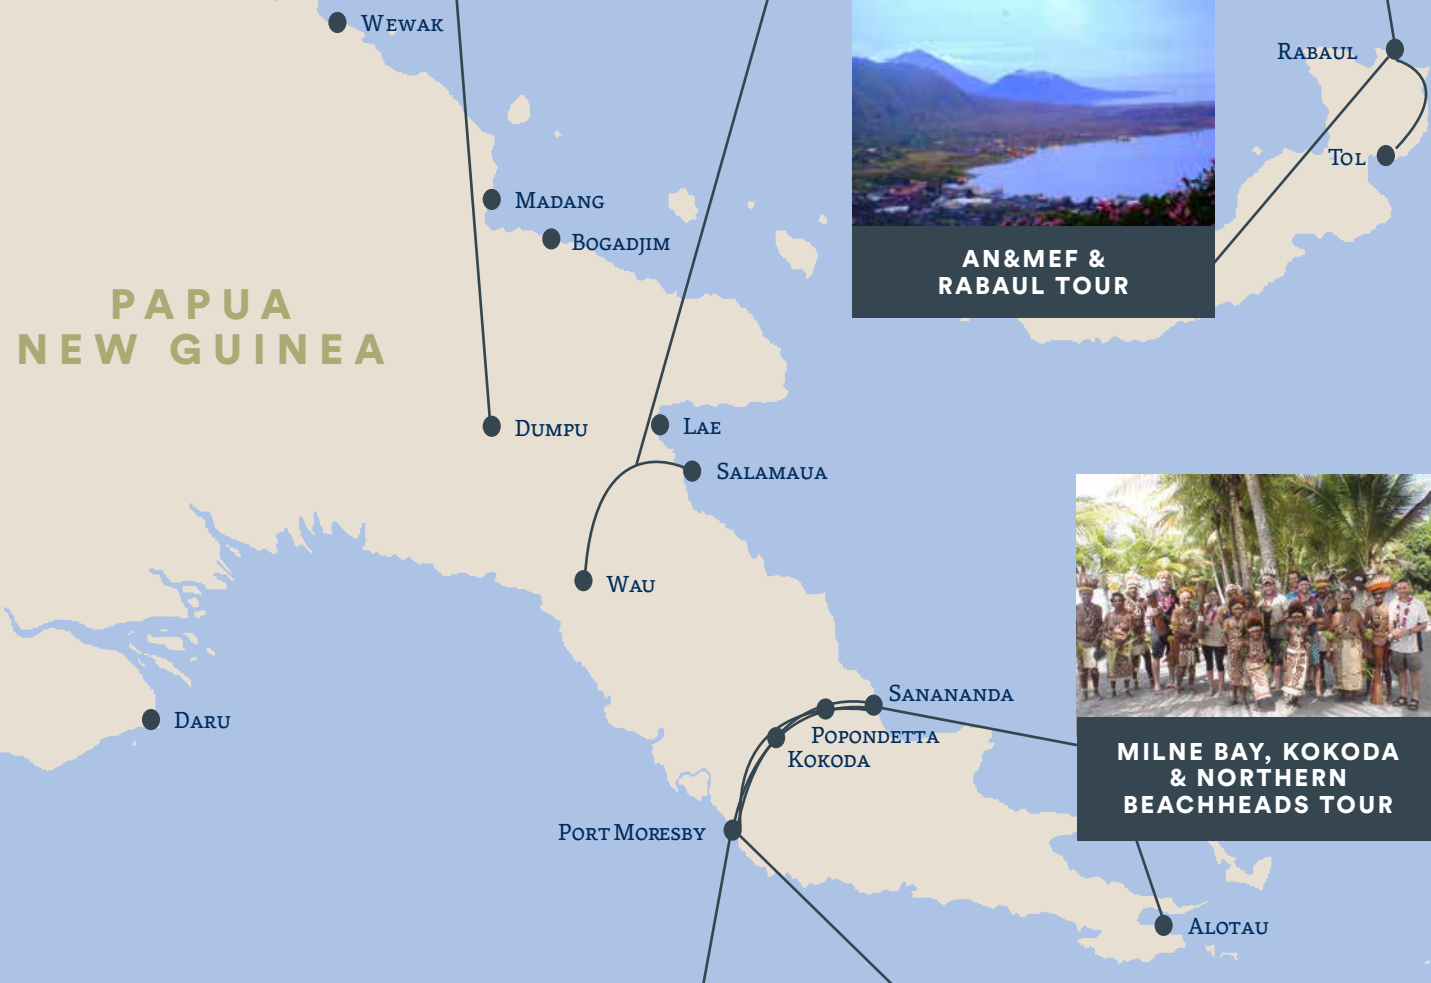 WEWAK
RABAUL
TOL
MADANG
BOGADJIM
AN&MEF &
RABAUL TOUR
PAPUA
NEW GUINEA
DUMPU
LAE
SALAMAUA
WAU
SANANANDA
DARU
POPONDETTA
KOKODA
MILNE BAY, KOKODA
& NORTHERN
BEACHHEADS TOUR
PORT MORESBY
ALOTAU